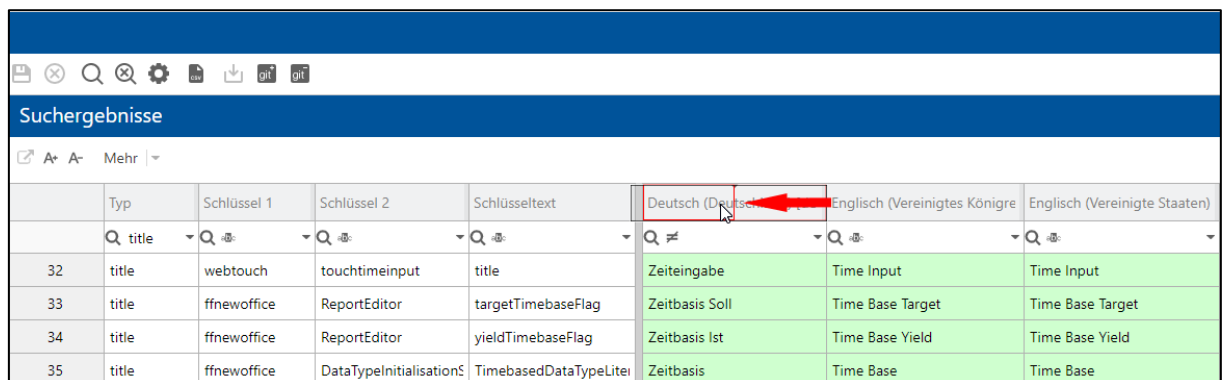 csv git git
Suchergebnisse
A+ A- Mehr
Typ Schlüssel 1 Schlüssel 2 Schlüsseltext Deutsch Englisch (Vereinigtes Königre Englisch (Vereinigte Staaten)
title
32 title webtouch touchtimeinput title Zeiteingabe Time Input Time Input
33 title ffnewoffice ReportEditor targetTimebaseFlag Zeitbasis Soll Time Base Target Time Base Target
34 title ffnewoffice ReportEditor yieldTimebaseFlag Zeitbasis Ist Time Base Yield Time Base Yield
35 title ffnewoffice DataTypeInitialisationS TimebasedDataTypeLite Zeitbasis Time Base Time Base